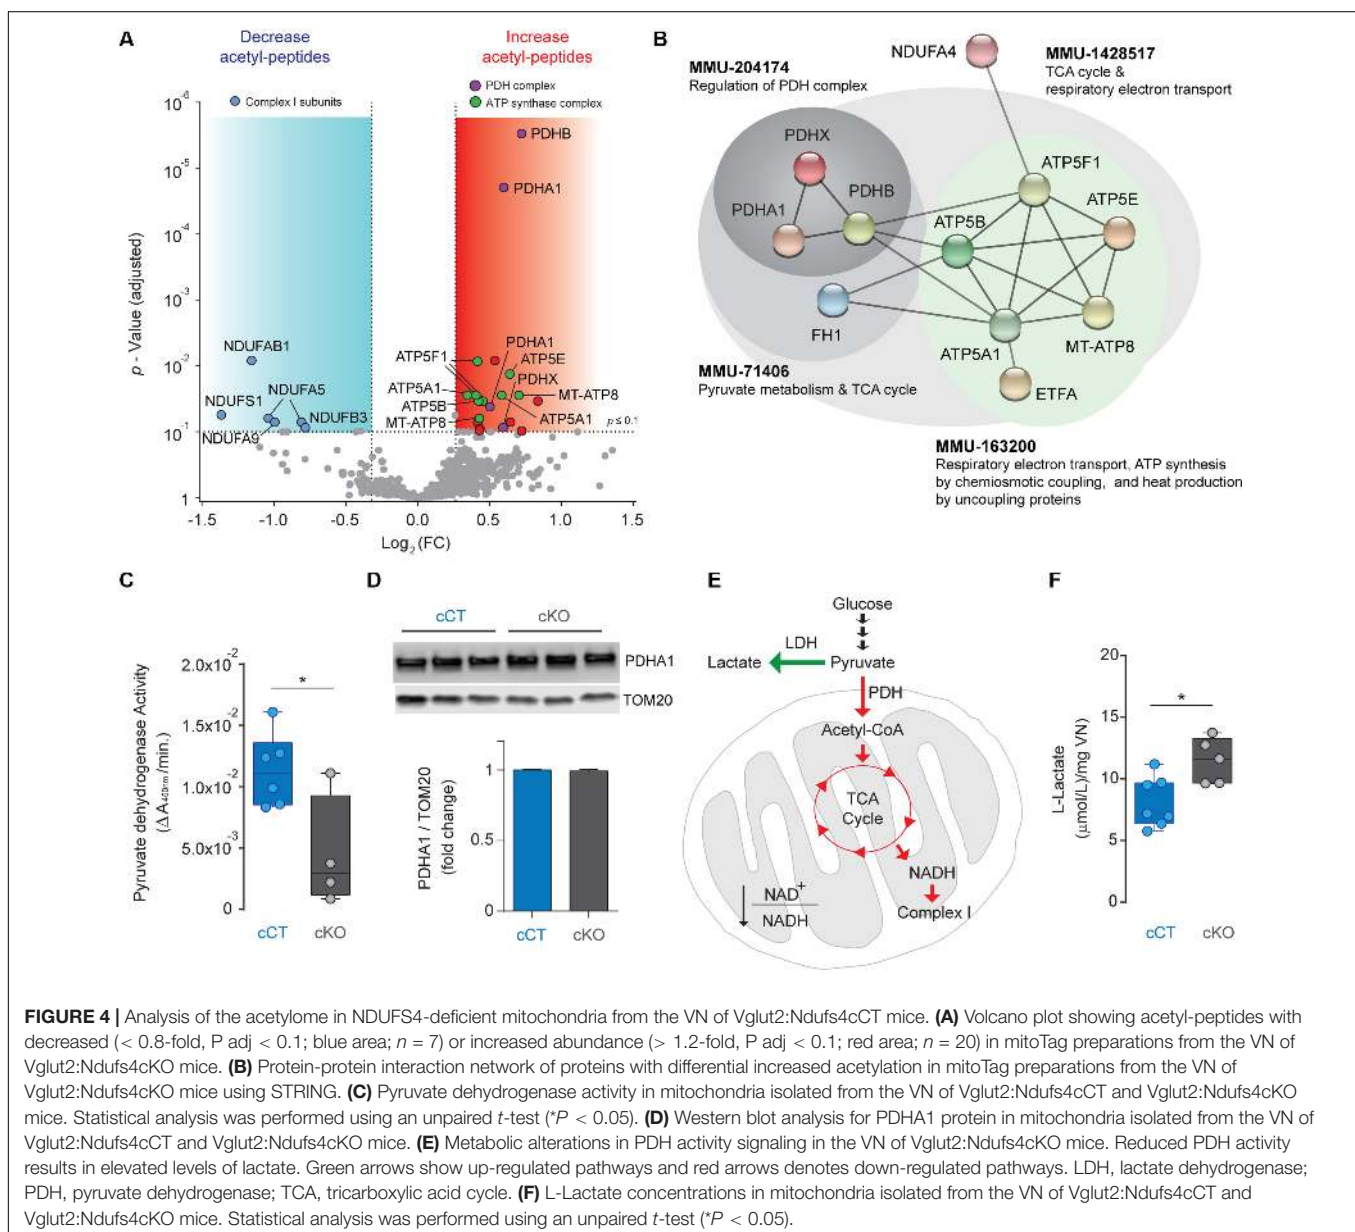 A
Decrease
acetyl-peptides
Increase
acetyl-peptides
Complex I subunits
PDH complex
ATP synthase complex
p - Value (adjusted)
10-6
10-5
10-4
10-3
10-2
10-1
1
PDHB
PDHA1
NDUFAB1
NDUFS1
NDUFA5
NDUFB3
NDUFA9
ATP5F1
PDHA1
ATP5E
ATP5A1
PDHX
ATP5B
MT-ATP8
MT-ATP8
ATP5A1
p ≤ 0.1
-1.5
-1.0
-0.5
0.0
0.5
1.0
1.5
Log2 (FC)
B
NDUFA4
MMU-204174
Regulation of PDH complex
MMU-1428517
TCA cycle &
respiratory electron transport
PDHX
PDHA1
PDHB
ATP5F1
ATP5E
ATP5B
FH1
ATP5A1
MT-ATP8
ETFA
MMU-71406
Pyruvate metabolism & TCA cycle
MMU-163200
Respiratory electron transport, ATP synthesis
by chemiosmotic coupling, and heat production
by uncoupling proteins
C
Pyruvate dehydrogenase Activity
(Δ A450nm /min.)
2.0x10-2
1.5x10-2
1.0x10-2
5.0x10-3
0
*
cCT
cKO
D
cCT
cKO
PDHA1
TOM20
PDHA1 / TOM20
(fold change)
1
0.5
0
cCT
cKO
E
Glucose
LDH
Lactate
Pyruvate
PDH
Acetyl-CoA
TCA
Cycle
NADH
Complex I
NAD+
NADH
F
L-Lactate
(μmol/L)/mg VN)
20
15
10
5
0
*
cCT
cKO
FIGURE 4 | Analysis of the acetylome in NDUFS4-deficient mitochondria from the VN of Vglut2:Ndufs4cCT mice. (A) Volcano plot showing acetyl-peptides with
decreased (< 0.8-fold, P adj < 0.1; blue area; n = 7) or increased abundance (> 1.2-fold, P adj < 0.1; red area; n = 20) in mitoTag preparations from the VN of
Vglut2:Ndufs4cKO mice. (B) Protein-protein interaction network of proteins with differential increased acetylation in mitoTag preparations from the VN of
Vglut2:Ndufs4cKO mice using STRING. (C) Pyruvate dehydrogenase activity in mitochondria isolated from the VN of Vglut2:Ndufs4cCT and Vglut2:Ndufs4cKO
mice. Statistical analysis was performed using an unpaired t-test (*P < 0.05). (D) Western blot analysis for PDHA1 protein in mitochondria isolated from the VN of
Vglut2:Ndufs4cCT and Vglut2:Ndufs4cKO mice. (E) Metabolic alterations in PDH activity signaling in the VN of Vglut2:Ndufs4cKO mice. Reduced PDH activity
results in elevated levels of lactate. Green arrows show up-regulated pathways and red arrows denotes down-regulated pathways. LDH, lactate dehydrogenase;
PDH, pyruvate dehydrogenase; TCA, tricarboxylic acid cycle. (F) L-Lactate concentrations in mitochondria isolated from the VN of Vglut2:Ndufs4cCT and
Vglut2:Ndufs4cKO mice. Statistical analysis was performed using an unpaired t-test (*P < 0.05).